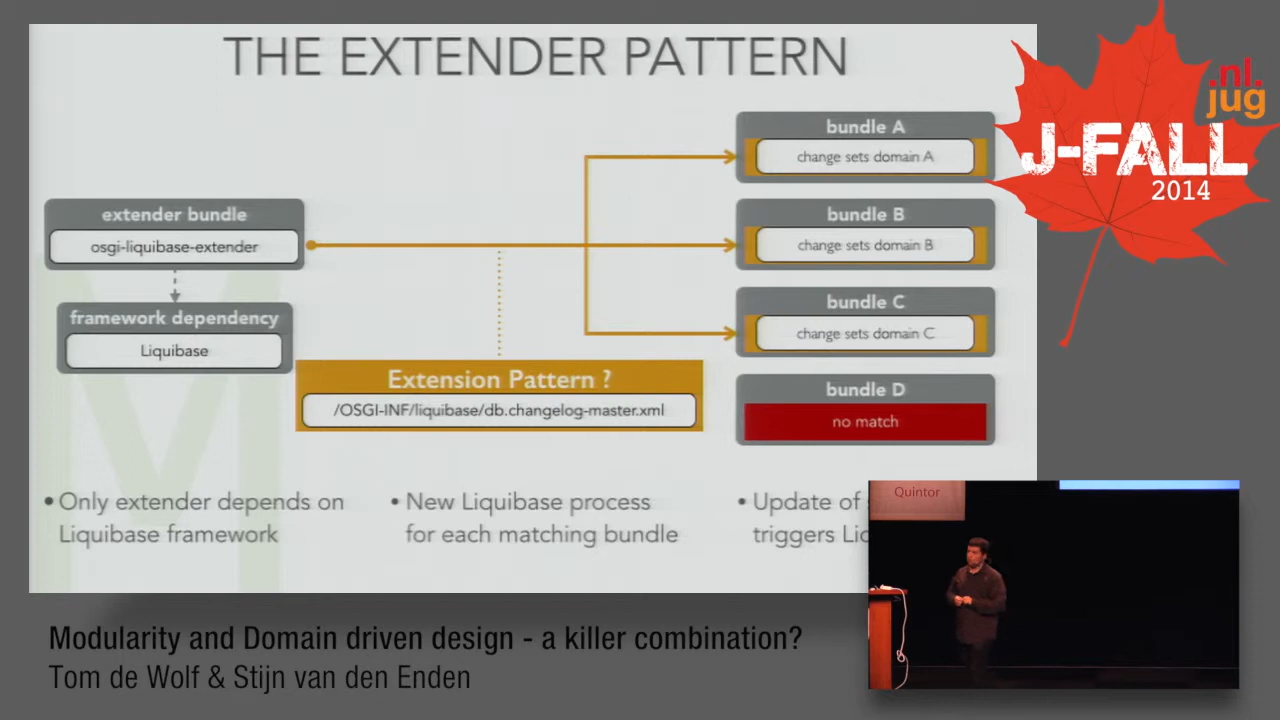 THE EXTENDER PATTERN
.nl.
jug
J-FALL
2014
extender bundle
osgi-liquibase-extender
framework dependency
Liquibase
Extension Pattern ?
/OSGI-INF/liquibase/db.changelog-master.xml
bundle A
change sets domain A
bundle B
change sets domain B
bundle C
change sets domain C
bundle D
no match
• Only extender depends on
Liquibase framework
• New Liquibase process
for each matching bundle
• Update of
triggers
Quintor
Modularity and Domain driven design - a killer combination?
Tom de Wolf & Stijn van den Enden